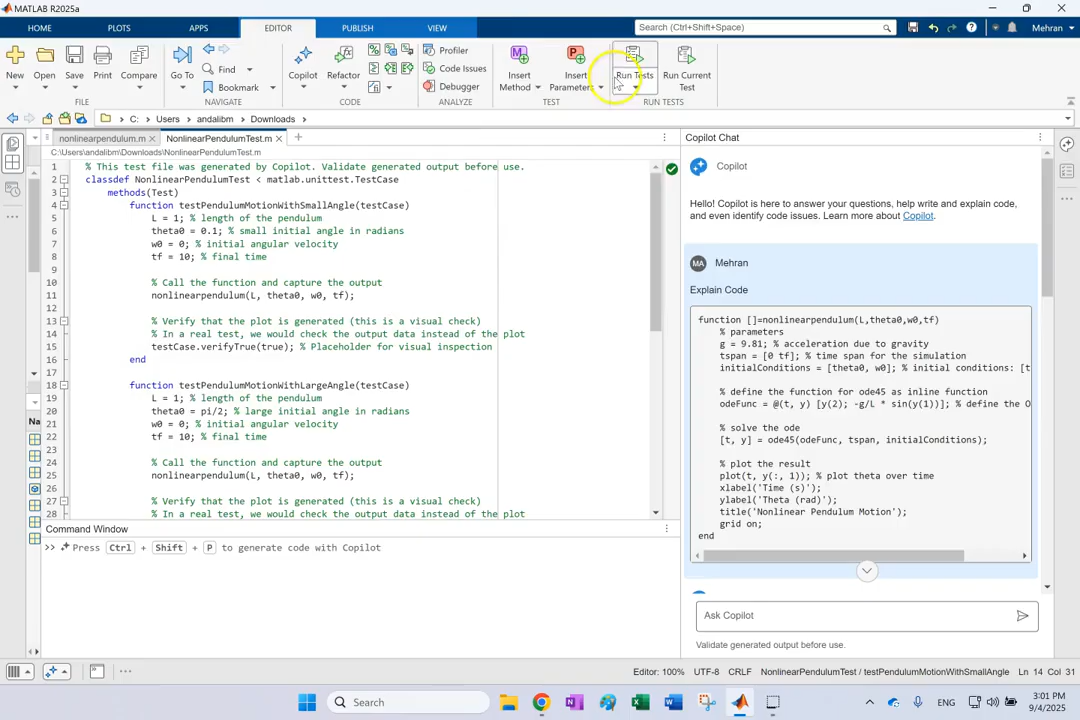 MATLAB R2025a
HOME PLOTS APPS EDITOR PUBLISH VIEW
Search (Ctrl+Shift+Space)
Mehran
New Open Save Print Compare
FILE
Go To
Find
Bookmark
NAVIGATE
Copilot Refactor
CODE
Profiler
Code Issues
Debugger
ANALYZE
Insert Method
Insert Parameters
TEST
Run Tests
Run Current Test
RUN TESTS
C: Users andalibm Downloads
nonlinearpendulum.m NonlinearPendulumTest.m
C:\Users\andalibm\Downloads\NonlinearPendulumTest.m
1 % This test file was generated by Copilot. Validate generated output before use.
2 classdef NonlinearPendulumTest < matlab.unittest.TestCase
3 methods(Test)
4 function testPendulumMotionWithSmallAngle(testCase)
5 L = 1; % length of the pendulum
6 theta0 = 0.1; % small initial angle in radians
7 w0 = 0; % initial angular velocity
8 tf = 10; % final time
9
10 % Call the function and capture the output
11 nonlinearpendulum(L, theta0, w0, tf);
12
13 % Verify that the plot is generated (this is a visual check)
14 % In a real test, we would check the output data instead of the plot
15 testCase.verifyTrue(true); % Placeholder for visual inspection
16 end
17
18 function testPendulumMotionWithLargeAngle(testCase)
19 L = 1; % length of the pendulum
20 theta0 = pi/2; % large initial angle in radians
21 w0 = 0; % initial angular velocity
22 tf = 10; % final time
23
24 % Call the function and capture the output
25 nonlinearpendulum(L, theta0, w0, tf);
26
27 % Verify that the plot is generated (this is a visual check)
28 % In a real test, we would check the output data instead of the plot
Na
Command Window
>> Press Ctrl + Shift + P to generate code with Copilot
Copilot Chat
Copilot
Hello! Copilot is here to answer your questions, help write and explain code,
and even identify code issues. Learn more about Copilot.
MA Mehran
Explain Code
function []=nonlinearpendulum(L,theta0,w0,tf)
% parameters
g = 9.81; % acceleration due to gravity
tspan = [0 tf]; % time span for the simulation
initialConditions = [theta0, w0]; % initial conditions: [t
% define the function for ode45 as inline function
odeFunc = @(t, y) [y(2); -g/L * sin(y(1))]; % define the O
% solve the ode
[t, y] = ode45(odeFunc, tspan, initialConditions);
% plot the result
plot(t, y(:, 1)); % plot theta over time
xlabel('Time (s)');
ylabel('Theta (rad)');
title('Nonlinear Pendulum Motion');
grid on;
end
Ask Copilot
Validate generated output before use.
Editor: 100% UTF-8 CRLF NonlinearPendulumTest / testPendulumMotionWithSmallAngle Ln 14 Col 31
Search
ENG
3:01 PM
9/4/2025